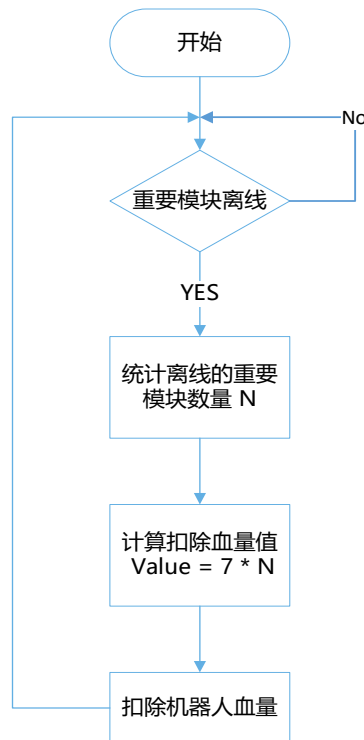 开始
No
重要模块离线
YES
统计离线的重要
模块数量 N
计算扣除血量值
Value = 7 * N
扣除机器人血量